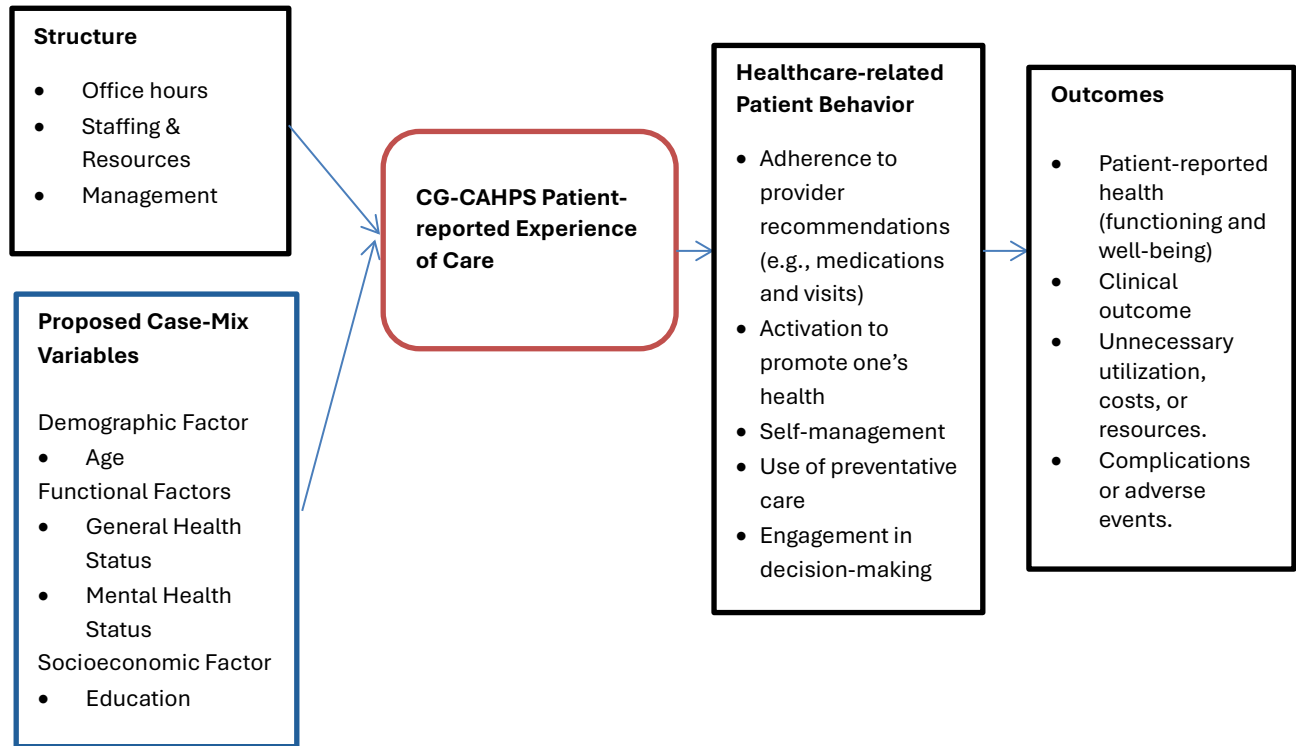 Structure
• Office hours
• Staffing &
Resources
• Management
Proposed Case-Mix
Variables
Demographic Factor
• Age
Functional Factors
• General Health
Status
• Mental Health
Status
Socioeconomic Factor
• Education
CG-CAHPS Patient-
reported Experience
of Care
Healthcare-related
Patient Behavior
• Adherence to
provider
recommendations
(e.g., medications
and visits)
• Activation to
promote one’s
health
• Self-management
• Use of preventative
care
• Engagement in
decision-making
Outcomes
• Patient-reported
health
(functioning and
well-being)
• Clinical
outcome
• Unnecessary
utilization,
costs, or
resources.
• Complications
or adverse
events.